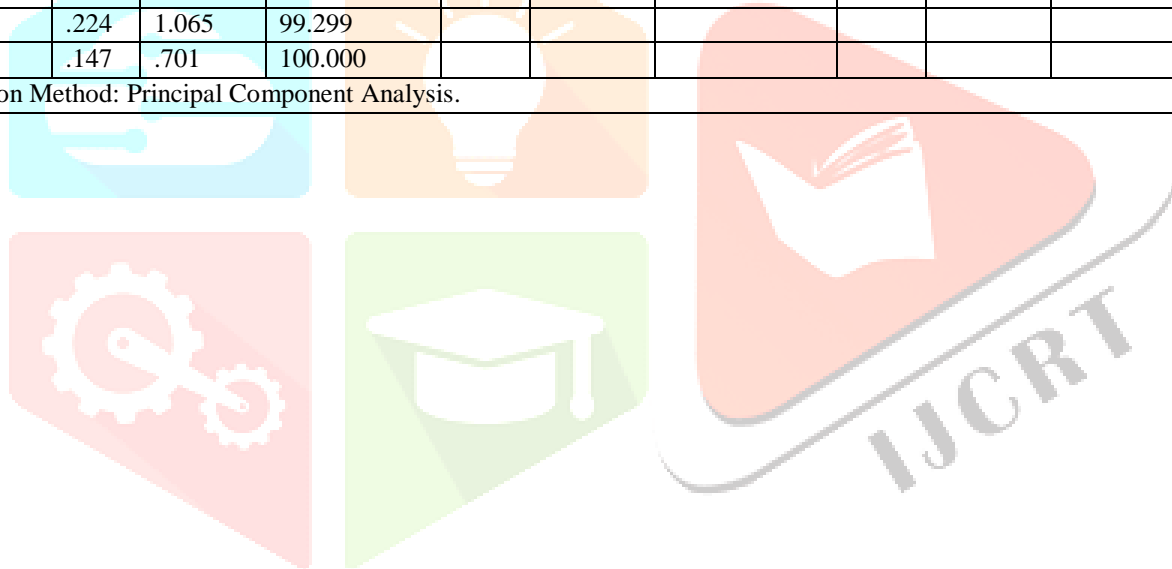 .224 1.065 99.299
.147 .701 100.000
on Method: Principal Component Analysis.
IJCRT